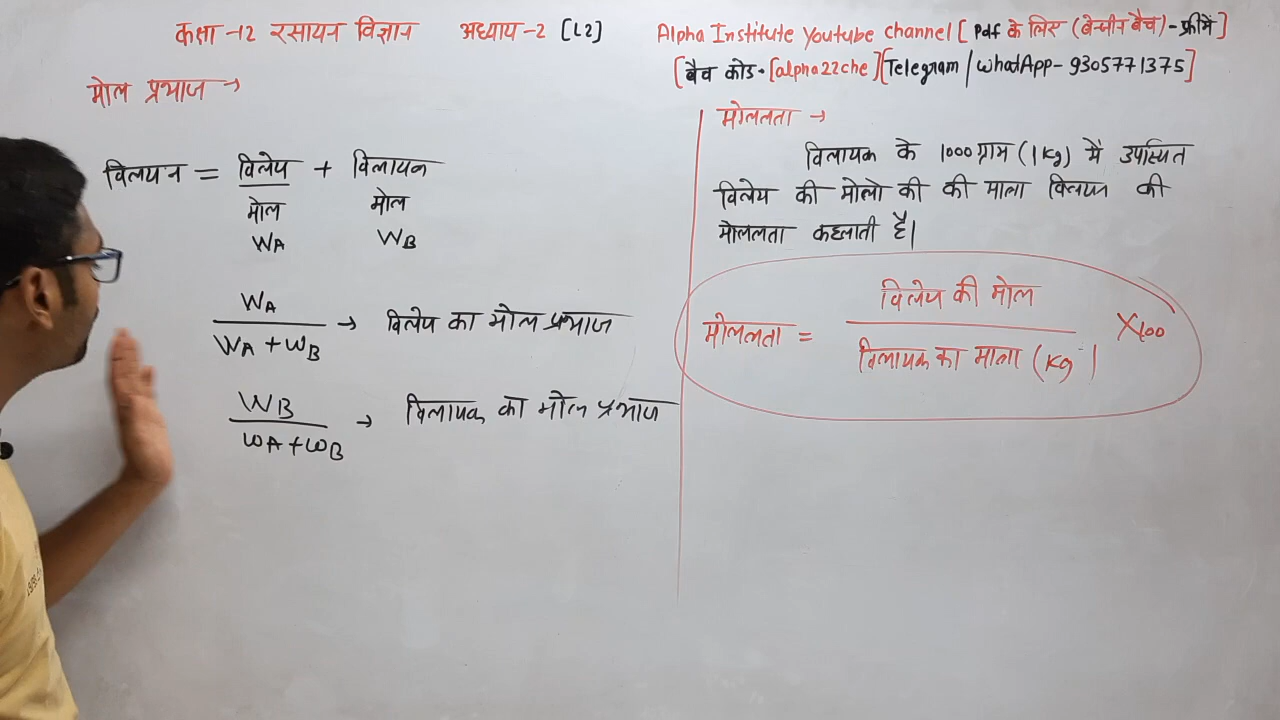 कक्षा -12 रसायन विज्ञान अध्याय-2 [L2]
Alpha Institute Youtube channel [ Pdf के लिए (बेन्जीन बैच) - फ्री में ]
[ बैच कोड - [alpha22che] [Telegram / WhatApp - 9305771375]
मोल प्रभाज →
विलयन = विलेय + विलायक
मोल मोल
WA WB
WA
WA + WB → विलेय का मोल प्रभाज
WB
WA + WB → विलायक का मोल प्रभाज
मोललता →
विलायक के 1000 ग्राम (1 Kg) में उपस्थित
विलेय की मोलो की की मात्रा विलयन की
मोललता कहलाती है।
विलेय की मोल
मोललता = X100
विलायक का मात्रा (Kg)